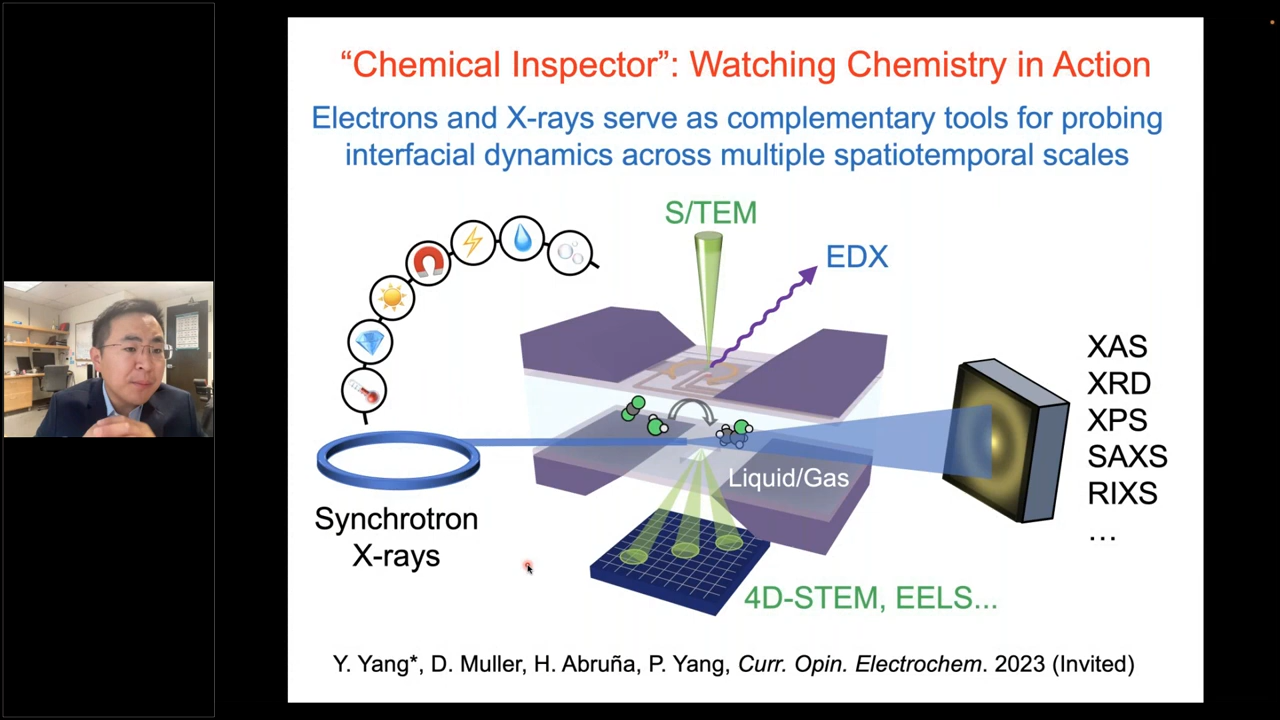 “Chemical Inspector”: Watching Chemistry in Action
Electrons and X-rays serve as complementary tools for probing
interfacial dynamics across multiple spatiotemporal scales
S/TEM
EDX
XAS
XRD
XPS
SAXS
RIXS
…
Liquid/Gas
Synchrotron
X-rays
4D-STEM, EELS...
Y. Yang*, D. Muller, H. Abruña, P. Yang, Curr. Opin. Electrochem. 2023 (Invited)